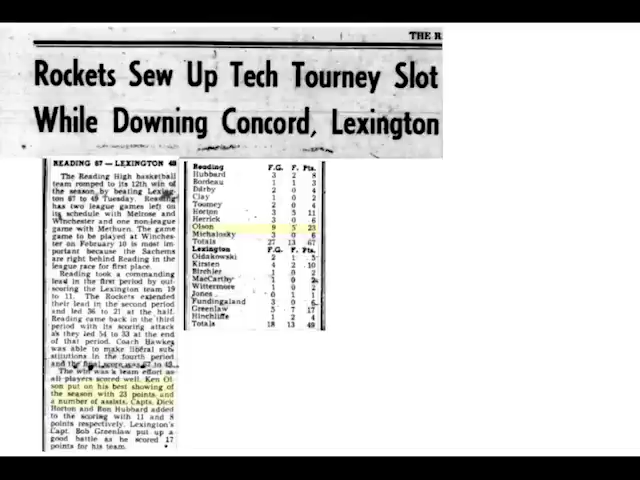 THE R
Rockets Sew Up Tech Tourney Slot
While Downing Concord, Lexington
READING 67 — LEXINGTON 49
The Reading High basketball
team romped to its 12th win of
the season by beating Lexing-
ton 67 to 49 Tuesday. Reading
has two league games left on
its schedule with Melrose and
Winchester and one non-league
game with Methuen. The game
game to be played at Winches-
ter on February 10 is most im-
portant because the Sachems
are right behind Reading in the
league race for first place.
Reading took a commanding
lead in the first period by out-
scoring the Lexington team 19
to 11. The Rockets extended
their lead in the second period
and led 36 to 21 at the half.
Reading came back in the third
period with its scoring attack
as they led 54 to 33 at the end
of that period. Coach Hawkes
was able to make liberal sub-
stitutions in the fourth period
and the final score was 67 to 49.
The win was a team effort as
all players scored well. Ken Ol-
son put on his best showing of
the season with 23 points and
a number of assists. Capts. Dick
Horton and Ron Hubbard added
to the scoring with 11 and 8
points respectively. Lexington's
Capt. Bob Greenlaw put up a
good battle as he scored 17
points for his team.
Reading F.G. F. Pts.
Hubbard 3 2 8
Bordeau 1 1 3
Darby 2 0 4
Clay 1 0 2
Toomey 2 0 4
Horton 3 5 11
Herrick 3 0 6
Olson 9 5 23
Michalnsky 3 0 6
Totals 27 13 67
Lexington F.G. F. Pts.
Oidakowski 2 1 5
Kirsten 4 2 10
Birchler 1 0 2
MacCarthy 1 0 2
Wittermore 1 0 2
Jones 0 1 1
Fundingsland 3 0 6
Greenlaw 5 7 17
Hinchliffe 1 2 4
Totals 18 13 49